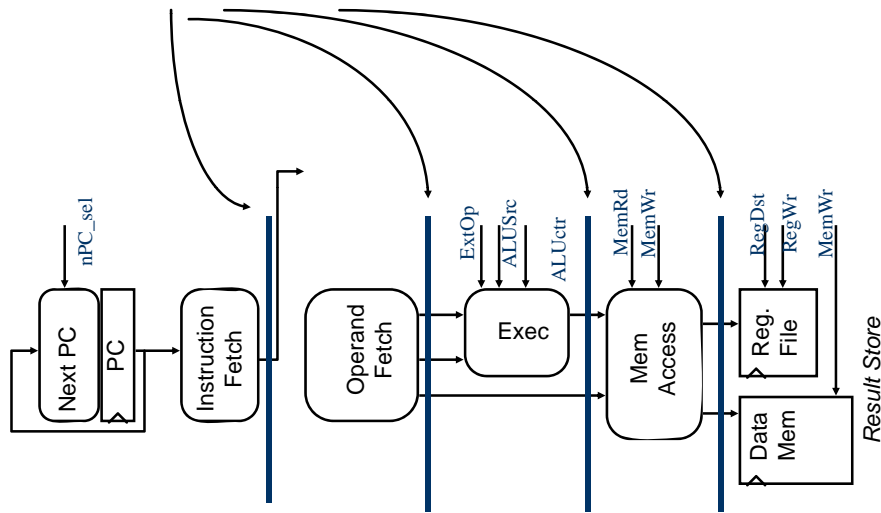 nPC_sel
Next PC
PC
Instruction
Fetch
Operand
Fetch
ExtOp
ALUSrc
ALUctr
Exec
MemRd
MemWr
Mem
Access
RegDst
RegWr
MemWr
Reg.
File
Data
Mem
Result Store